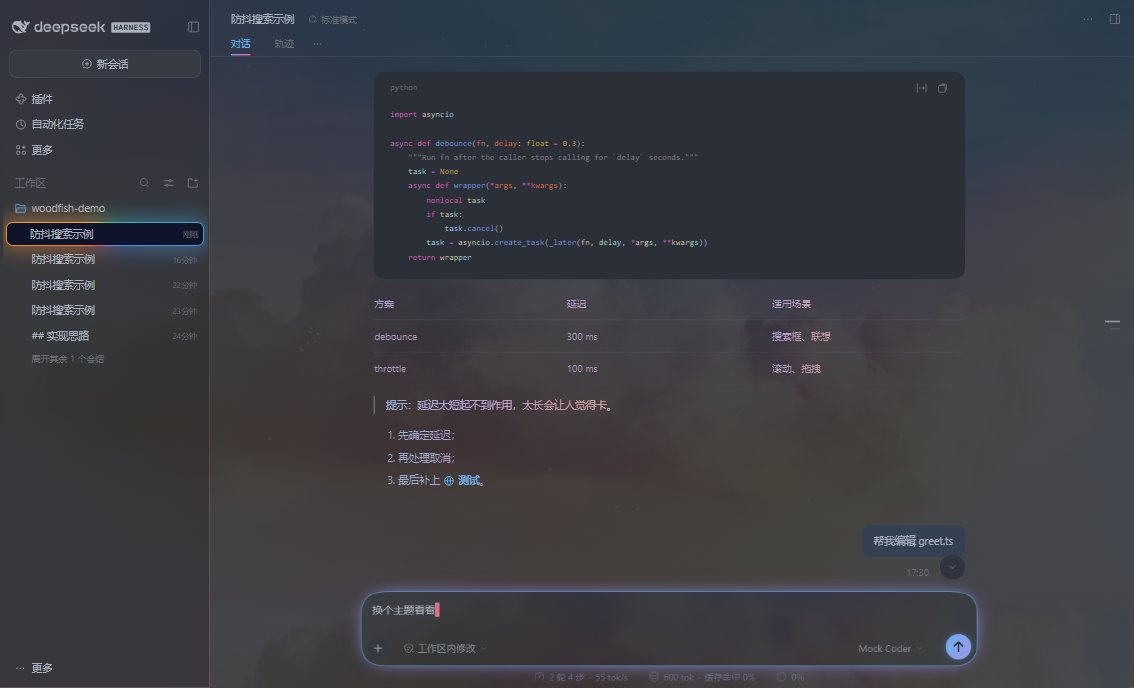 deepseek HARNESS
新会话
插件
自动化任务
更多
工作区
woodfish-demo
防抖搜索示例 刚刚
防抖搜索示例 16分钟
防抖搜索示例 22分钟
防抖搜索示例 23分钟
## 实现思路 24分钟
展开其余 1 个会话
更多
防抖搜索示例 标准模式
对话 轨迹
python
import asyncio
async def debounce(fn, delay: float = 0.3):
"""Run fn after the caller stops calling for `delay` seconds."""
task = None
async def wrapper(*args, **kwargs):
nonlocal task
if task:
task.cancel()
task = asyncio.create_task(_later(fn, delay, *args, **kwargs))
return wrapper
方案 延迟 适用场景
debounce 300 ms 搜索框、联想
throttle 100 ms 滚动、拖拽
提示：延迟太短起不到作用，太长会让人觉得卡。
1. 先确定延迟;
2. 再处理取消;
3. 最后补上 测试。
帮我编辑 greet.ts
17:30
换个主题看看
工作区内修改 Mock Coder
2 轮 4 步 · 55 tok/s 600 tok · 缓存命中 0% 0%